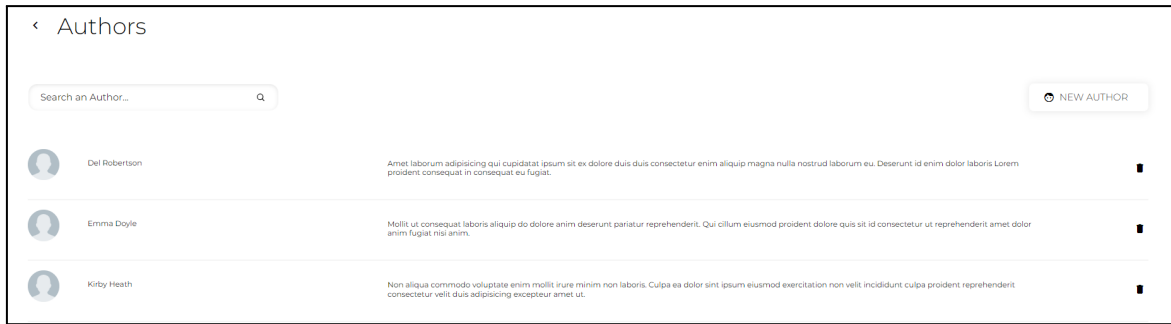 Authors
Search an Author...
NEW AUTHOR
Del Robertson
Amet laborum adipisicing qui cupidatat ipsum sit ex dolore duis duis consectetur enim aliquip magna nulla nostrud laborum eu. Deserunt id enim dolor laboris Lorem
proident consequat in consequat eu fugiat.
Emma Doyle
Mollit ut consequat laboris aliquip do dolore anim deserunt pariatur reprehenderit. Qui cillum eiusmod proident dolore quis sit id consectetur ut reprehenderit amet dolor
anim fugiat nisi anim.
Kirby Heath
Non aliqua commodo voluptate enim mollit irure minim non laboris. Culpa ea dolor sint ipsum eiusmod exercitation non velit incididunt culpa proident reprehenderit
consectetur velit duis adipisicing excepteur amet ut.